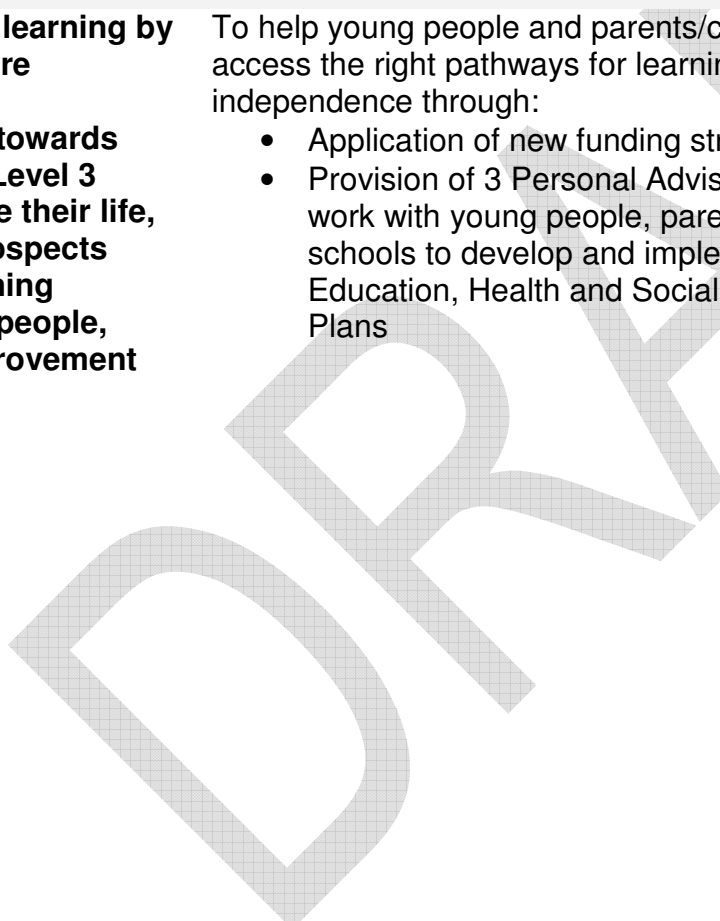 learning by
re
towards
Level 3
e their life,
ospects
ning
people,
rovement
To help young people and parents/c
access the right pathways for learnin
independence through:
• Application of new funding str
• Provision of 3 Personal Advis
work with young people, pare
schools to develop and imple
Education, Health and Social
Plans
DRA